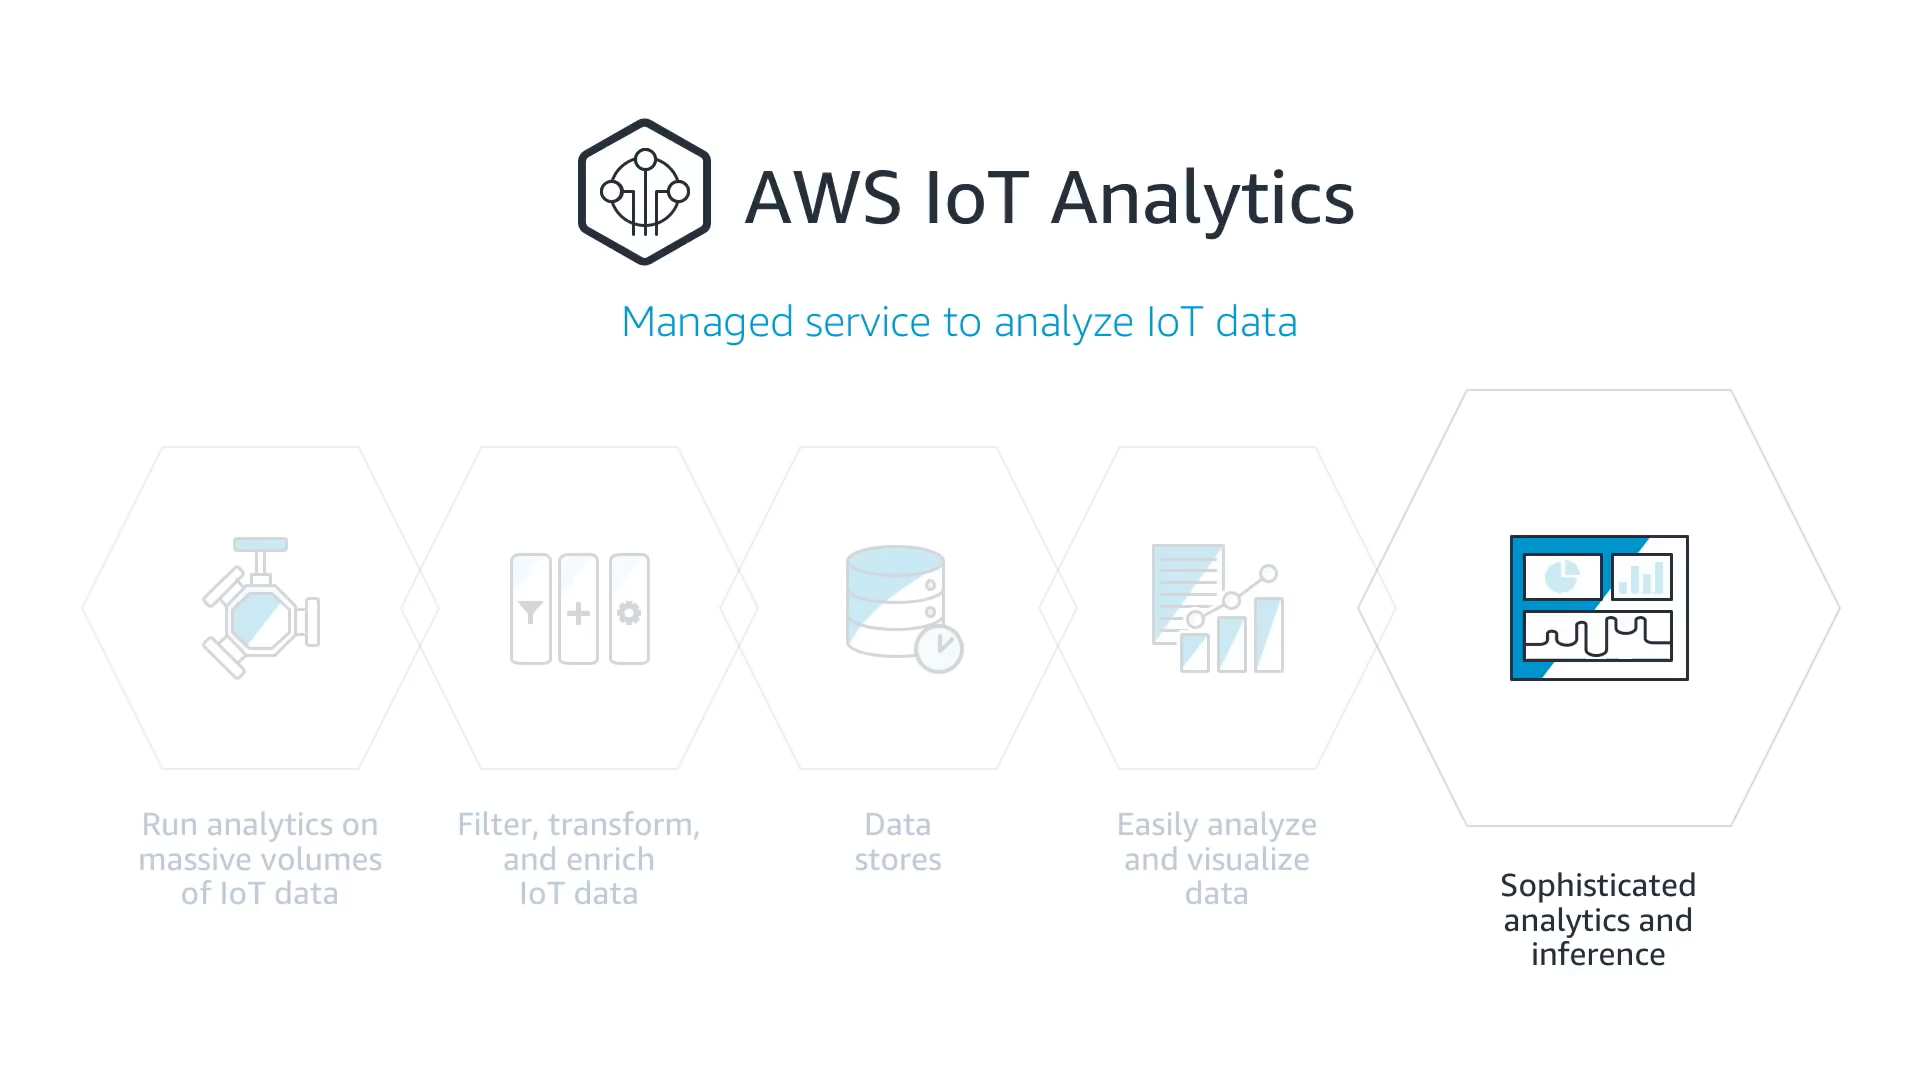 AWS IoT Analytics
Managed service to analyze IoT data
Run analytics on
massive volumes
of IoT data
Filter, transform,
and enrich
IoT data
Data
stores
Easily analyze
and visualize
data
Sophisticated
analytics and
inference